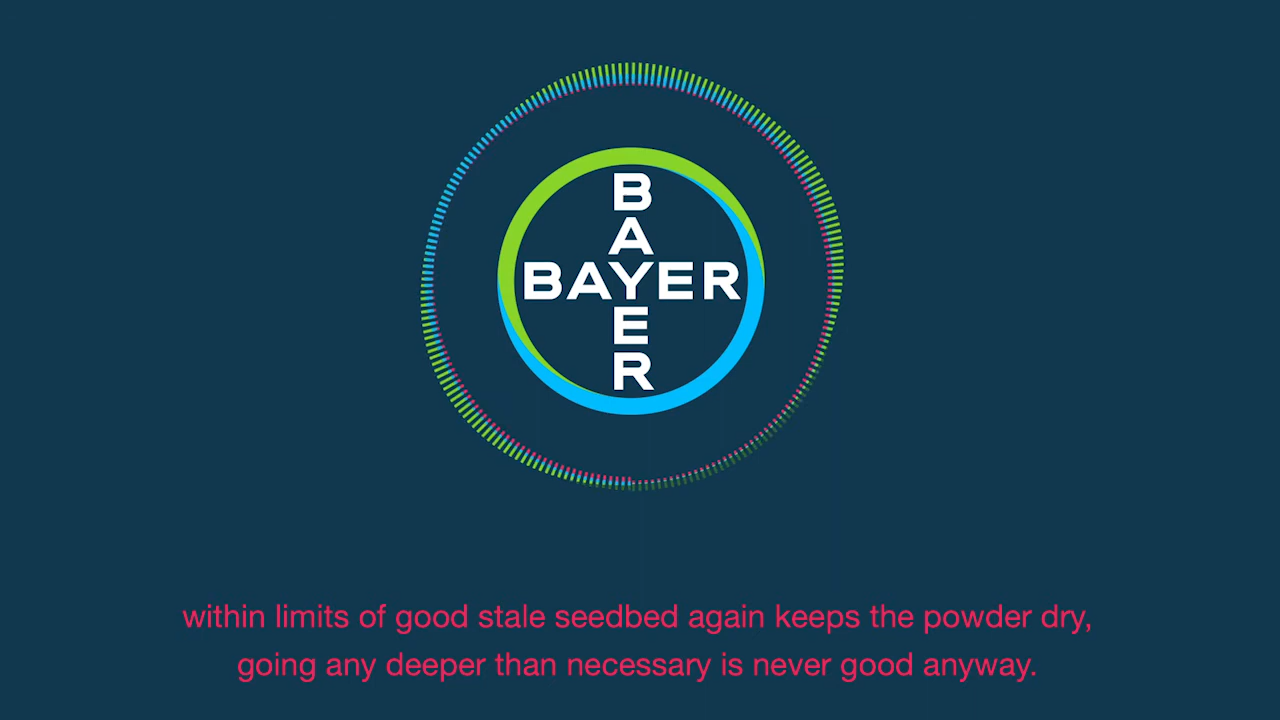 BAYER
BAYER
within limits of good stale seedbed again keeps the powder dry,
going any deeper than necessary is never good anyway.